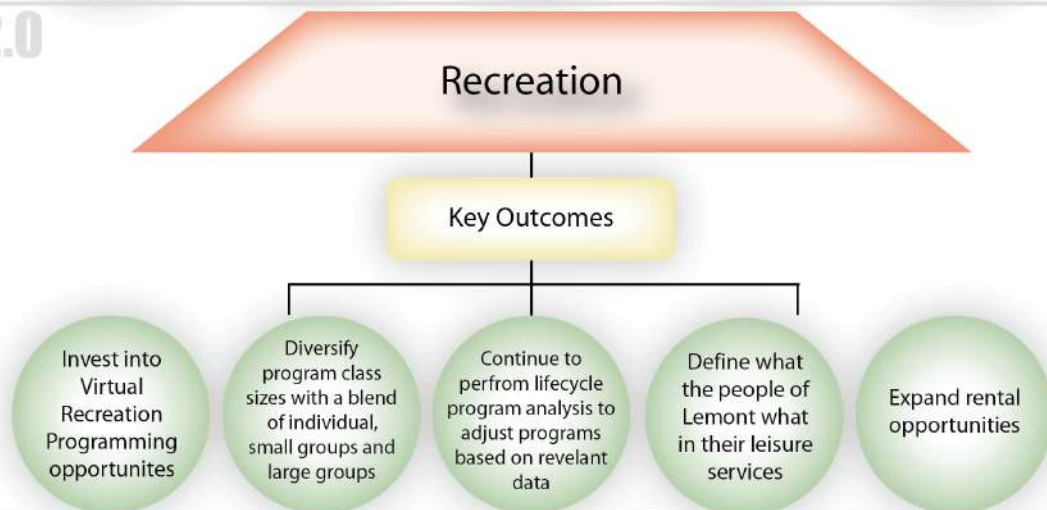 2.0
Recreation
Key Outcomes
Invest into
Virtual
Recreation
Programming
opportunites
Diversify
program class
sizes with a blend
of individual,
small groups and
large groups
Continue to
perfrom lifecycle
program analysis to
adjust programs
based on revelant
data
Define what
the people of
Lemont what
in their leisure
services
Expand rental
opportunities